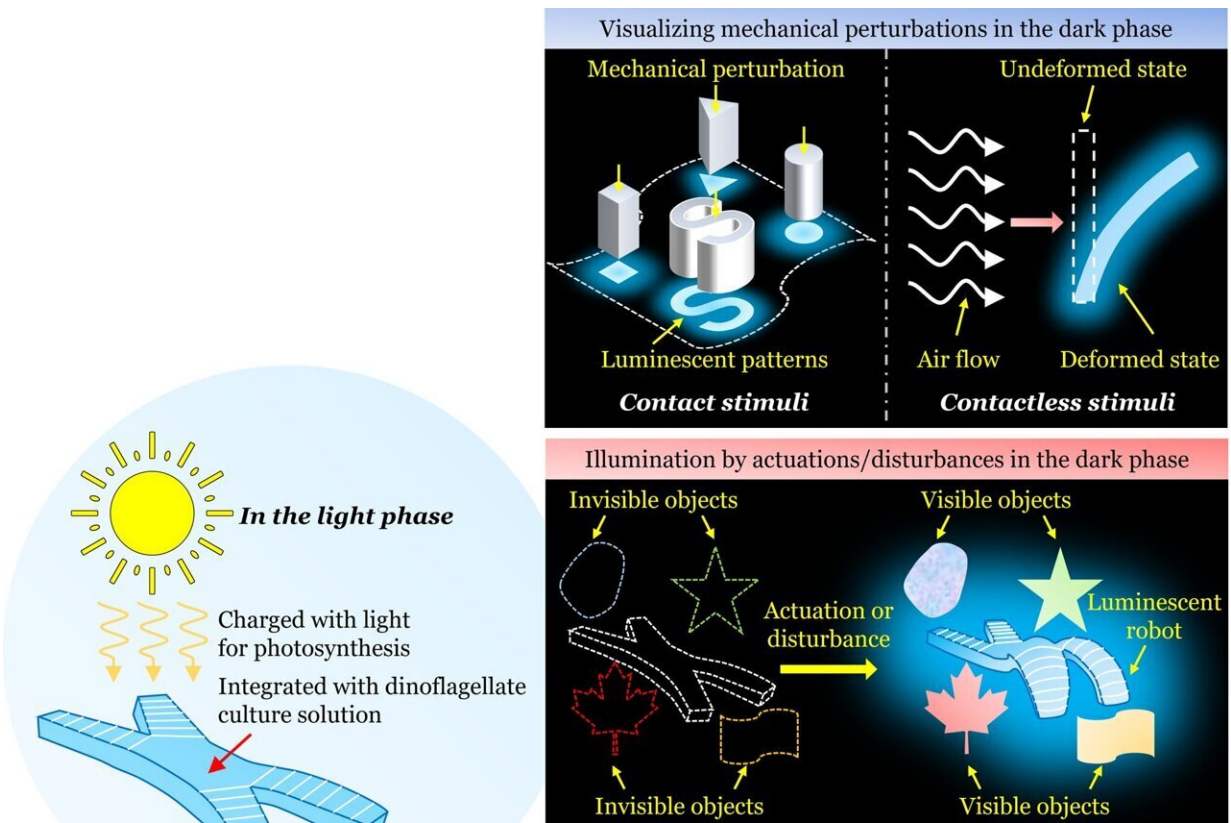 Visualizing mechanical perturbations in the dark phase
Mechanical perturbation
Undeformed state
Luminescent patterns
Air flow
Deformed state
Contact stimuli
Contactless stimuli
In the light phase
Charged with light
for photosynthesis
Integrated with dinoflagellate
culture solution
Illumination by actuations/disturbances in the dark phase
Invisible objects
Visible objects
Actuation or
disturbance
Luminescent
robot
Invisible objects
Visible objects